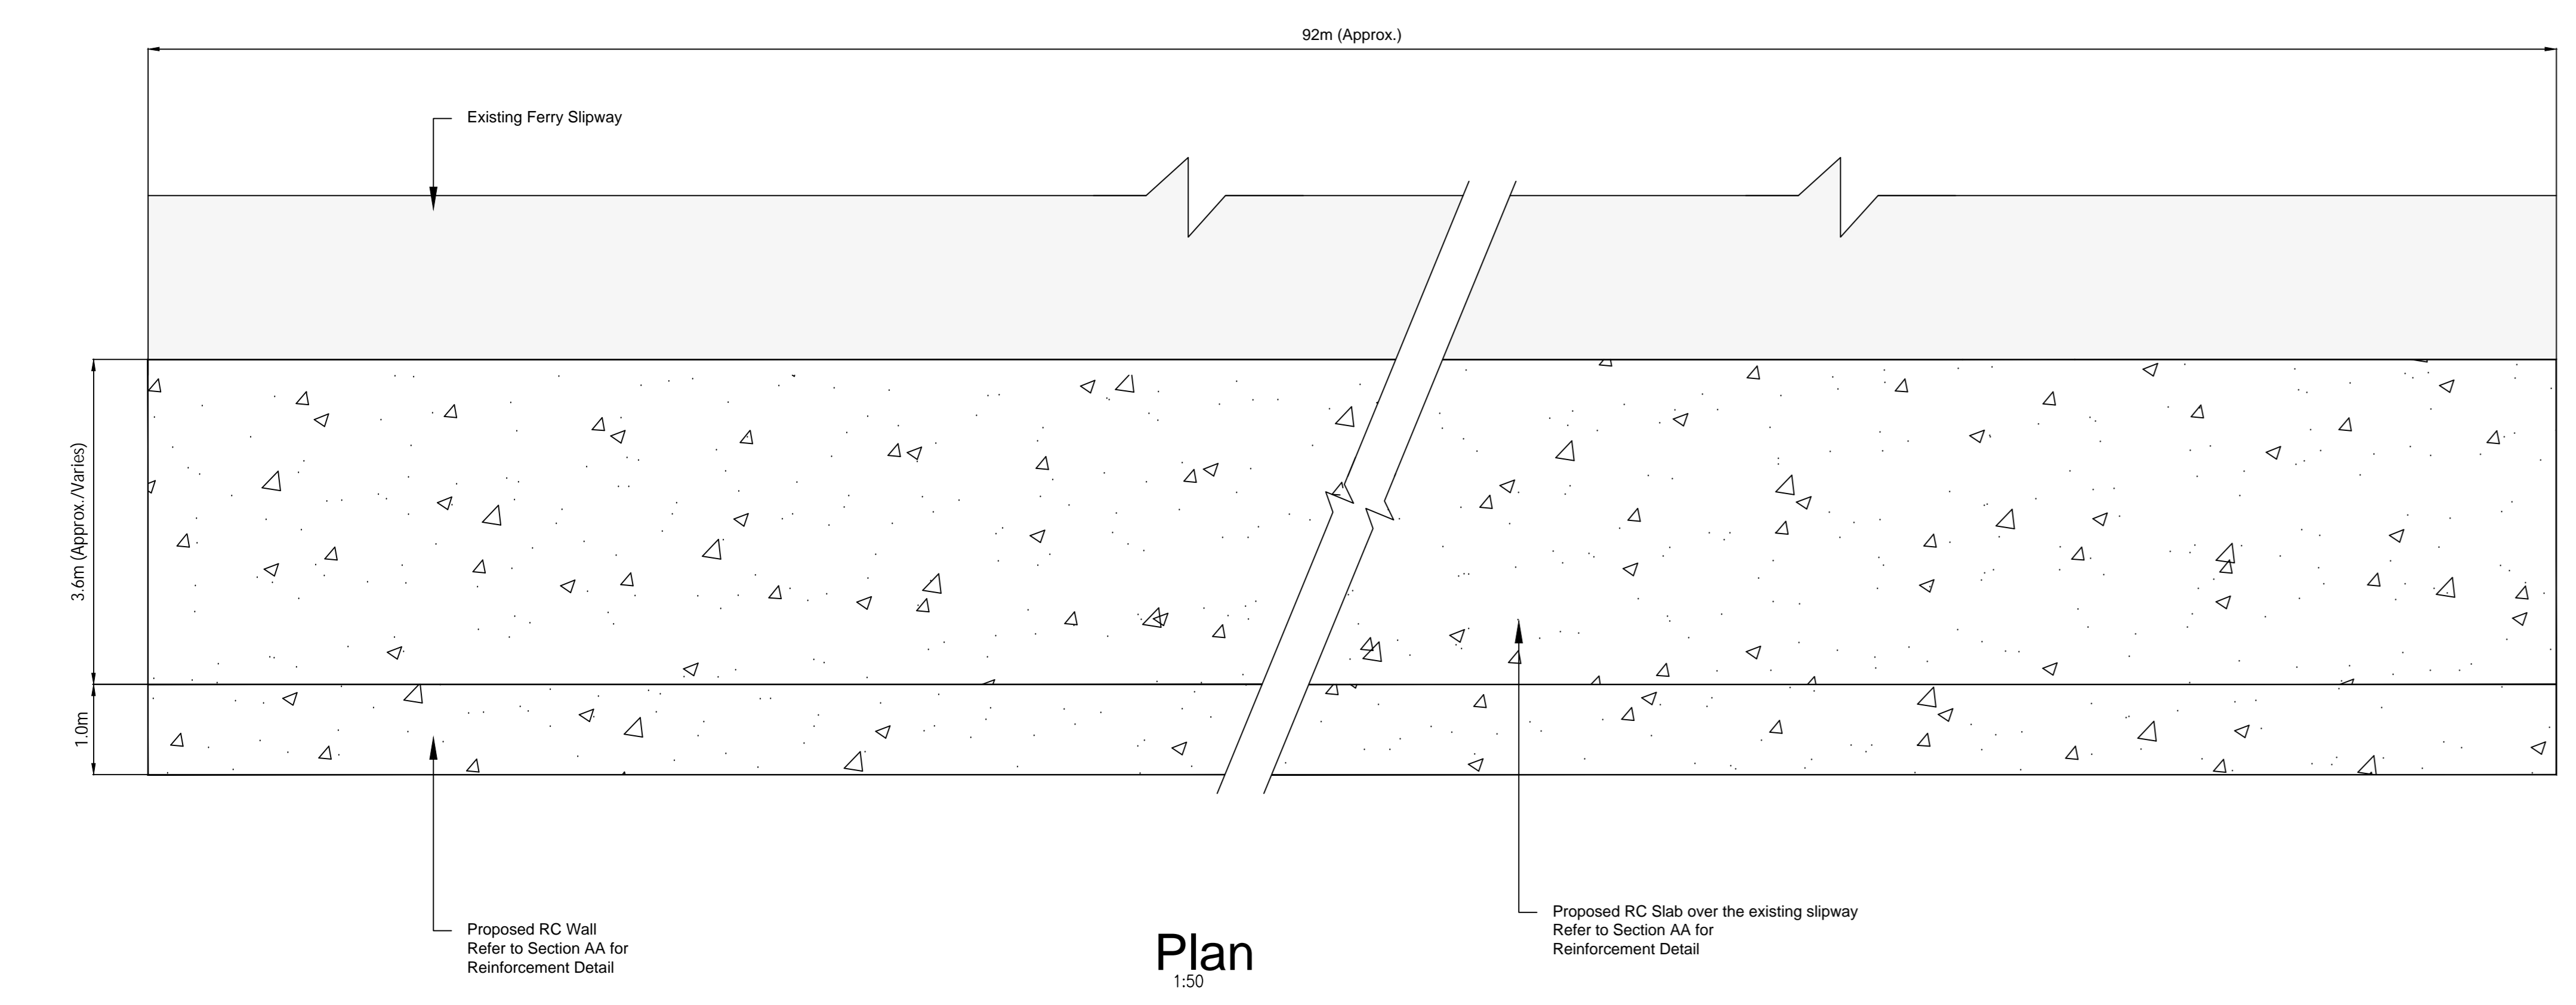 92m (Approx.)
Existing Ferry Slipway
3.6m (Approx./Varies)
1.0m
Proposed RC Wall
Refer to Section AA for
Reinforcement Detail
Proposed RC Slab over the existing slipway
Refer to Section AA for
Reinforcement Detail
Plan
1:50